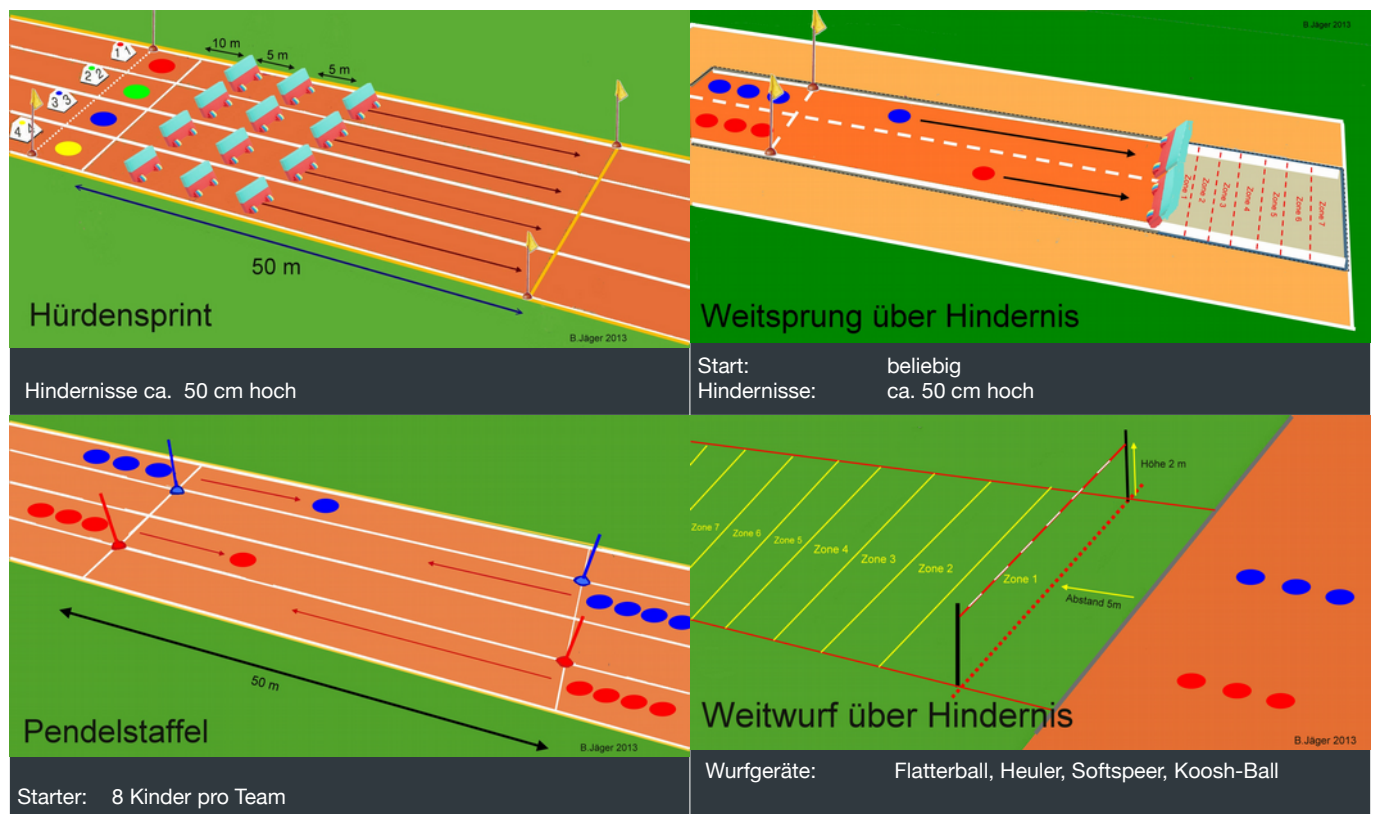 10 m
5 m
5 m
1 1
2 2
3 3
4 4
50 m
Hürdensprint
B.Jäger 2013
Hindernisse ca. 50 cm hoch
B.Jäger 2013
Zone 1
Zone 2
Zone 3
Zone 4
Zone 5
Zone 6
Zone 7
Weitsprung über Hindernis
Start: beliebig
Hindernisse: ca. 50 cm hoch
50 m
Pendelstaffel
B.Jäger 2013
Starter: 8 Kinder pro Team
Höhe 2 m
Zone 7
Zone 6
Zone 5
Zone 4
Zone 3
Zone 2
Zone 1
Abstand 5m
Weitwurf über Hindernis
B.Jäger 2013
Wurfgeräte: Flatterball, Heuler, Softspeer, Koosh-Ball